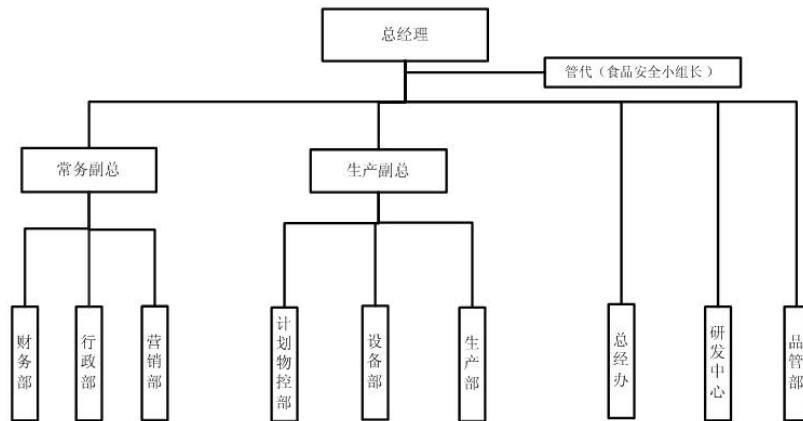 总经理
管代（食品安全小组长）
常务副总
生产副总
财务部
行政部
营销部
计划物控部
设备部
生产部
总经办
研发中心
品管部